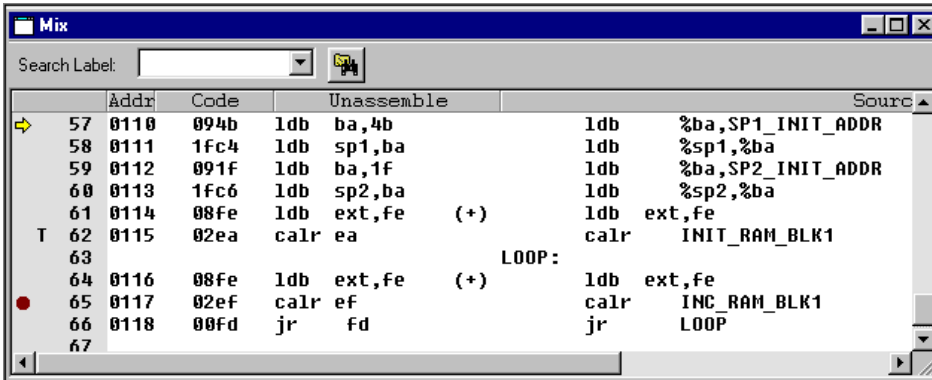 Mix
Search Label:
Addr Code Unassemble Sourc
57 0110 094b ldb ba,4b ldb %ba,SP1_INIT_ADDR
58 0111 1fc4 ldb sp1,ba ldb %sp1,%ba
59 0112 091f ldb ba,1f ldb %ba,SP2_INIT_ADDR
60 0113 1fc6 ldb sp2,ba ldb %sp2,%ba
61 0114 08fe ldb ext,fe (+) ldb ext,fe
T 62 0115 02ea calr ea calr INIT_RAM_BLK1
63 LOOP:
64 0116 08fe ldb ext,fe (+) ldb ext,fe
65 0117 02ef calr ef calr INC_RAM_BLK1
66 0118 00fd jr fd jr LOOP
67